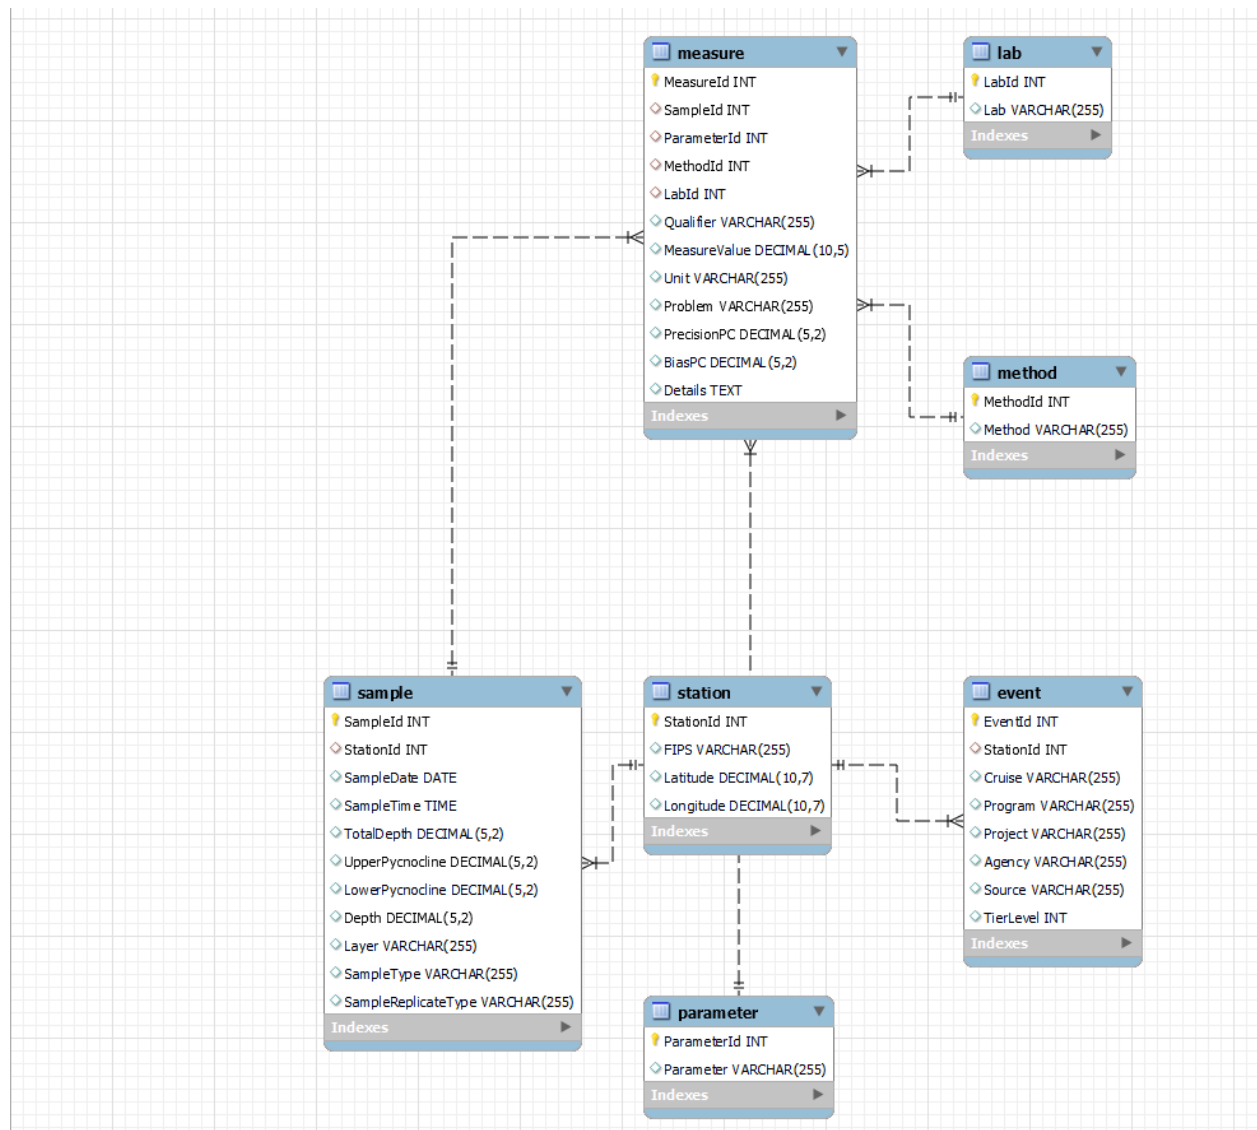 measure
MeasureId INT
SampleId INT
ParameterId INT
MethodId INT
LabId INT
Qualifier VARCHAR(255)
MeasureValue DECIMAL(10,5)
Unit VARCHAR(255)
Problem VARCHAR(255)
PrecisionPC DECIMAL(5,2)
BiasPC DECIMAL(5,2)
Details TEXT
Indexes
lab
LabId INT
Lab VARCHAR(255)
Indexes
method
MethodId INT
Method VARCHAR(255)
Indexes
sample
SampleId INT
StationId INT
SampleDate DATE
SampleTime TIME
TotalDepth DECIMAL(5,2)
UpperPycnocline DECIMAL(5,2)
LowerPycnocline DECIMAL(5,2)
Depth DECIMAL(5,2)
Layer VARCHAR(255)
SampleType VARCHAR(255)
SampleReplicateType VARCHAR(255)
Indexes
station
StationId INT
FIPS VARCHAR(255)
Latitude DECIMAL(10,7)
Longitude DECIMAL(10,7)
Indexes
event
EventId INT
StationId INT
Cruise VARCHAR(255)
Program VARCHAR(255)
Project VARCHAR(255)
Agency VARCHAR(255)
Source VARCHAR(255)
TierLevel INT
Indexes
parameter
ParameterId INT
Parameter VARCHAR(255)
Indexes